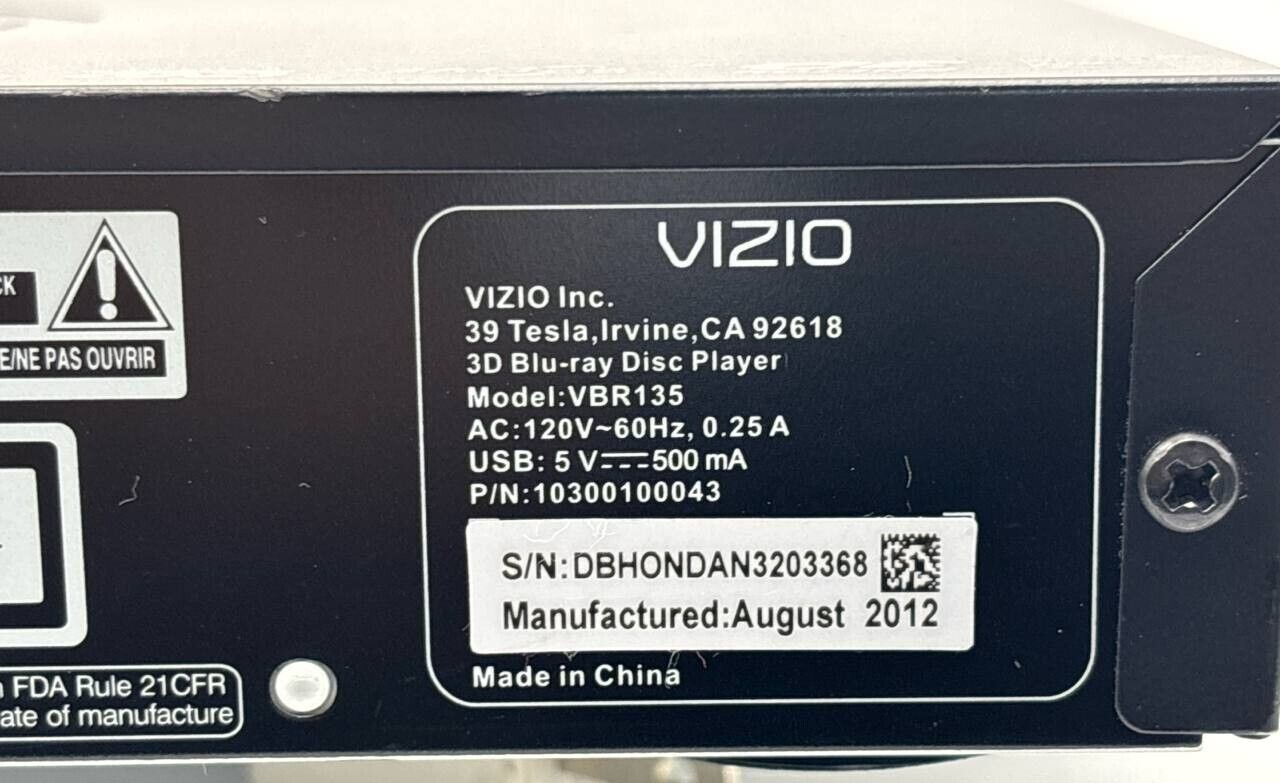 CK
E/NE PAS OUVRIR
FDA Rule 21CFR
ate of manufacture
VIZIO
VIZIO Inc.
39 Tesla,Irvine,CA 92618
3D Blu-ray Disc Player
Model:VBR135
AC:120V~60Hz, 0.25 A
USB: 5 V⎓500 mA
P/N:10300100043
S/N:DBHONDAN3203368
Manufactured:August 2012
Made in China